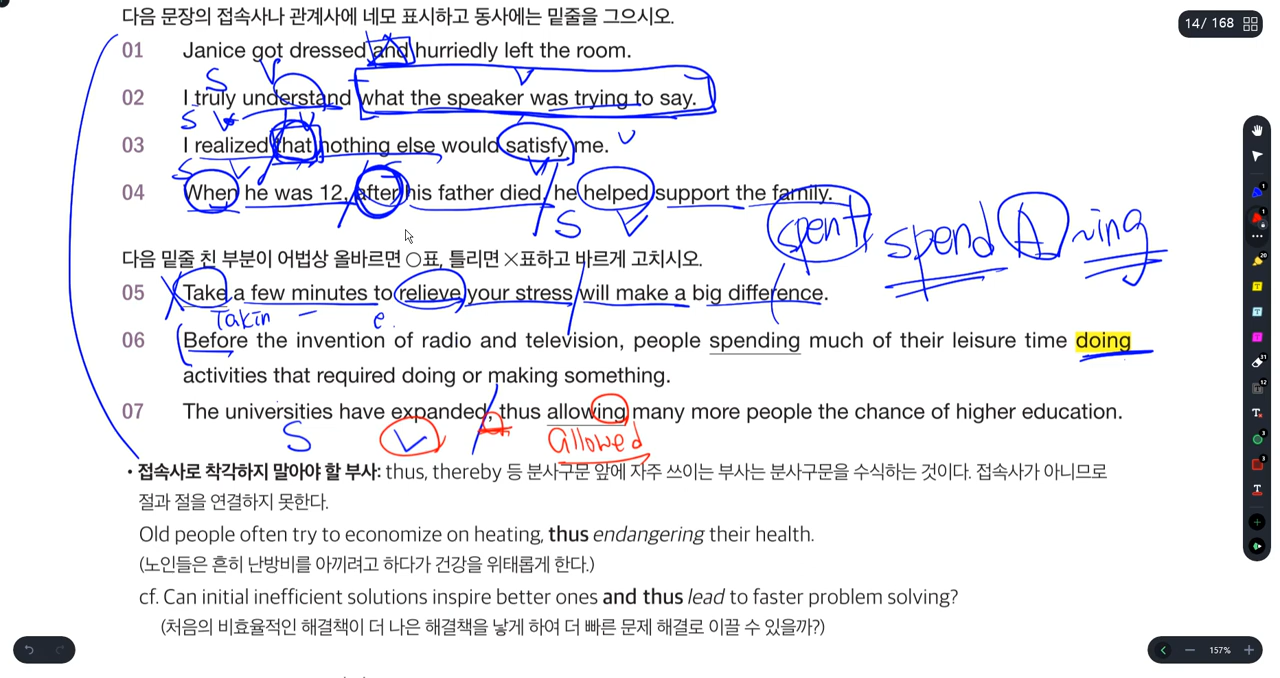 다음 문장의 접속사나 관계사에 네모 표시하고 동사에는 밑줄을 그으시오.
14/ 168
01 Janice got dressed and hurriedly left the room.
S V V
02 I truly understand what the speaker was trying to say.
S V
03 I realized that nothing else would satisfy me.
S V V
04 When he was 12, after his father died, he helped support the family.
S V
spent spend A ~ing
다음 밑줄 친 부분이 어법상 올바르면 ○표, 틀리면 ×표하고 바르게 고치시오.
05 Take a few minutes to relieve your stress will make a big difference.
Takin e.
06 Before the invention of radio and television, people spending much of their leisure time doing
activities that required doing or making something.
07 The universities have expanded, thus allowing many more people the chance of higher education.
S V allowed
• 접속사로 착각하지 말아야 할 부사: thus, thereby 등 분사구문 앞에 자주 쓰이는 부사는 분사구문을 수식하는 것이다. 접속사가 아니므로
절과 절을 연결하지 못한다.
Old people often try to economize on heating, thus endangering their health.
(노인들은 흔히 난방비를 아끼려고 하다가 건강을 위태롭게 한다.)
cf. Can initial inefficient solutions inspire better ones and thus lead to faster problem solving?
(처음의 비효율적인 해결책이 더 나은 해결책을 낳게 하여 더 빠른 문제 해결로 이끌 수 있을까?)
157%